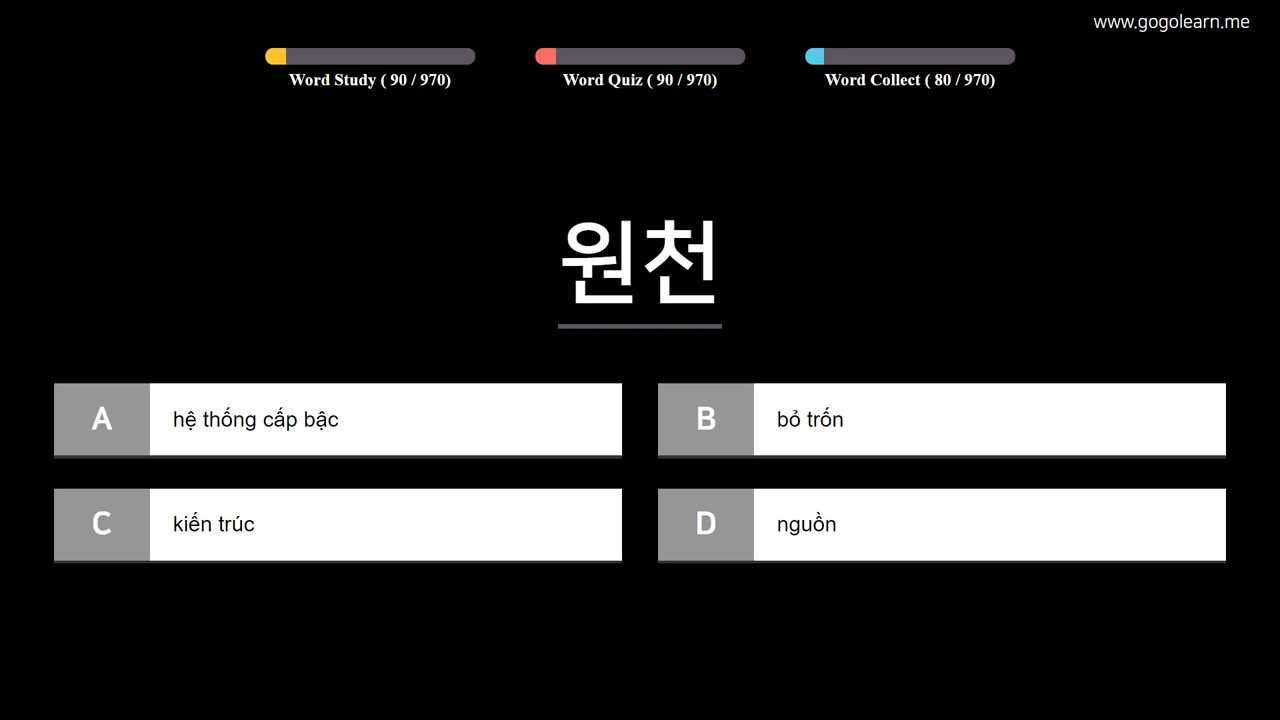 www.gogolearn.me
Word Study ( 90 / 970)
Word Quiz ( 90 / 970)
Word Collect ( 80 / 970)
원천
A hệ thống cấp bậc
B bỏ trốn
C kiến trúc
D nguồn